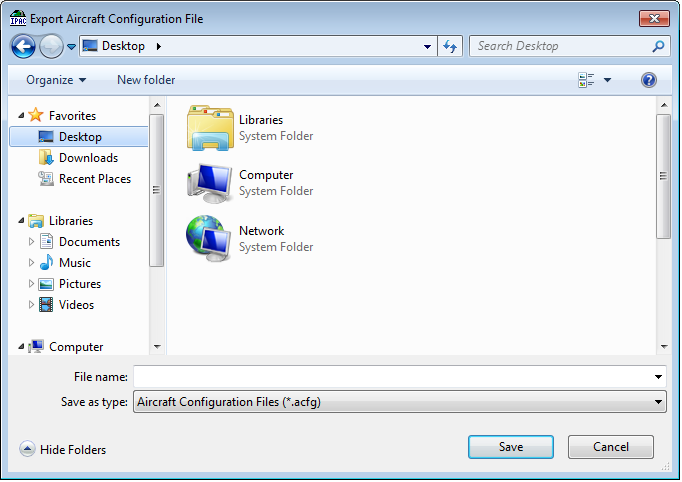 IPAC
Export Aircraft Configuration File
Desktop
Search Desktop
Organize
New folder
Favorites
Desktop
Downloads
Recent Places
Libraries
Documents
Music
Pictures
Videos
Computer
Libraries
System Folder
Computer
System Folder
Network
System Folder
File name:
Save as type: Aircraft Configuration Files (*.acfg)
Hide Folders
Save
Cancel